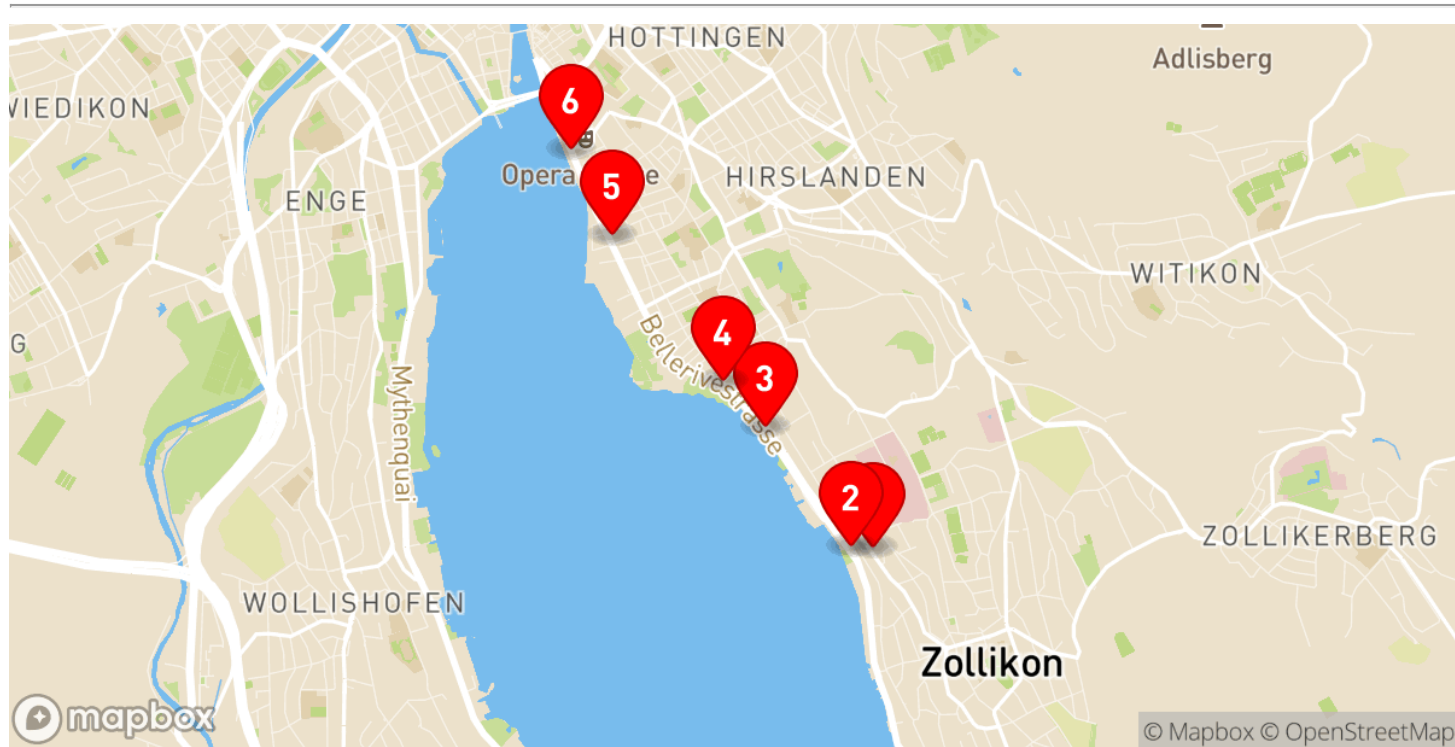 HOTTINGEN
Adlisberg
WIEDIKON
6
Opera
5
HIRSLANDEN
ENGE
WITIKON
4
3
G
Bellerivestrasse
Mythenquai
2
ZOLLIKERBERG
WOLLISHOFEN
Zollikon
mapbox
© Mapbox © OpenStreetMap